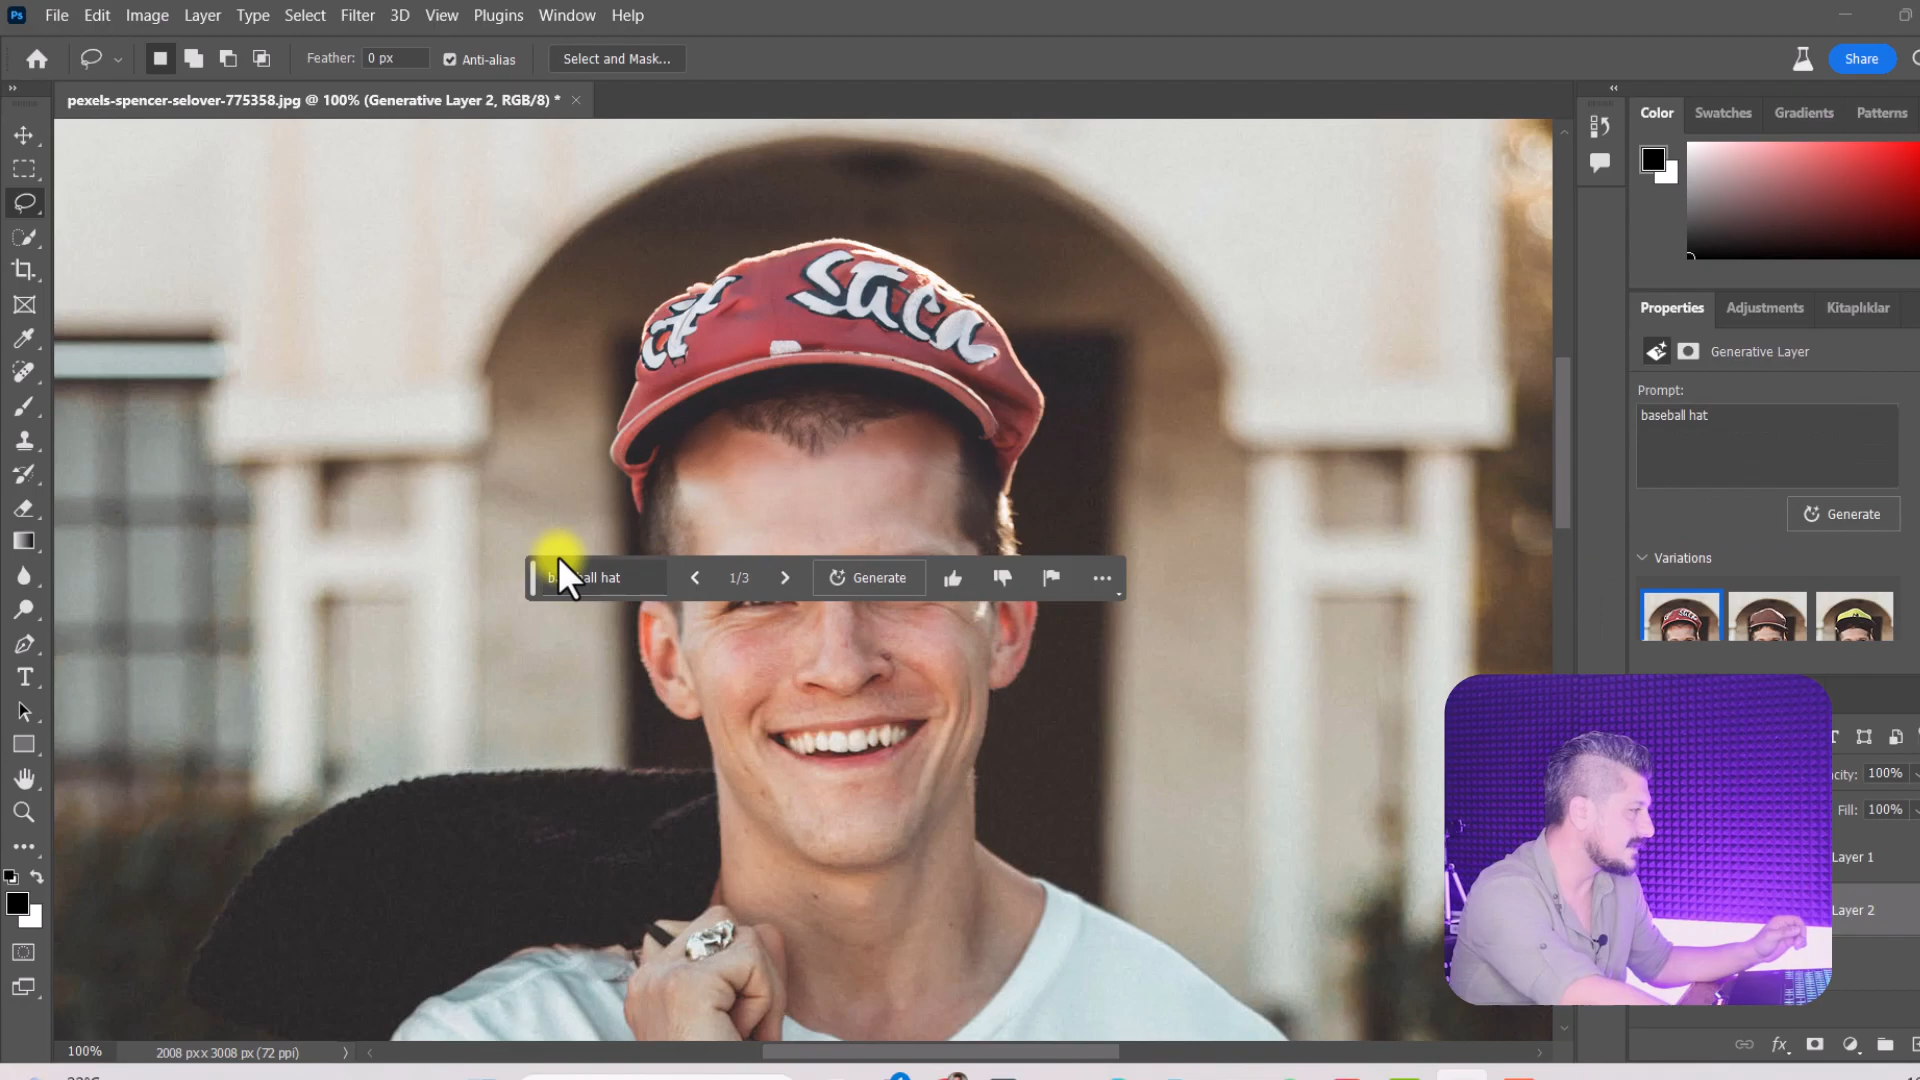 Ps File Edit Image Layer Type Select Filter 3D View Plugins Window Help
Feather: 0 px Anti-alias Select and Mask... Share
pexels-spencer-selover-775358.jpg @ 100% (Generative Layer 2, RGB/8) * ×
Color Swatches Gradients Patterns
Properties Adjustments Kitaplıklar
Generative Layer
Prompt:
baseball hat
Generate
Variations
baseball hat 1/3 Generate
100%
Fill: 100%
Layer 1
Layer 2
fx
100% 2008 px x 3008 px (72 ppi)